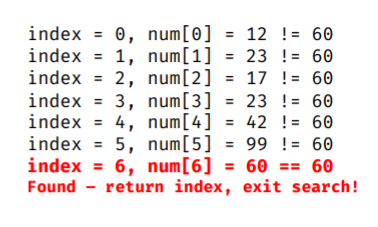 index = 0, num[0] = 12 != 60
index = 1, num[1] = 23 != 60
index = 2, num[2] = 17 != 60
index = 3, num[3] = 23 != 60
index = 4, num[4] = 42 != 60
index = 5, num[5] = 99 != 60
index = 6, num[6] = 60 == 60
Found – return index, exit search!